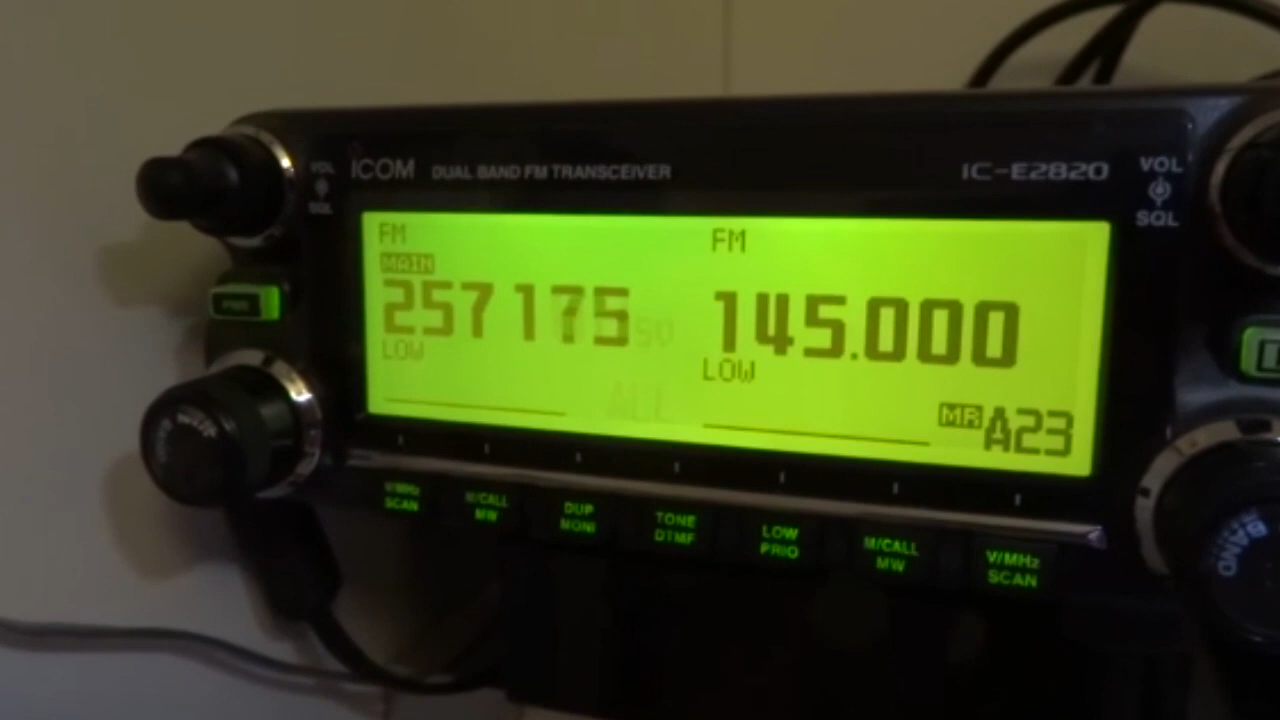 ICOM DUAL BAND FM TRANSCEIVER IC-E2820
VOL
SQL
VOL
SQL
FM
MAIN
257 175
LOW
ALL
FM
145.000
LOW
MR A23
V/MHz
SCAN
M/CALL
MW
DUP
MONI
TONE
DTMF
LOW
PRIO
M/CALL
MW
V/MHz
SCAN
BAND